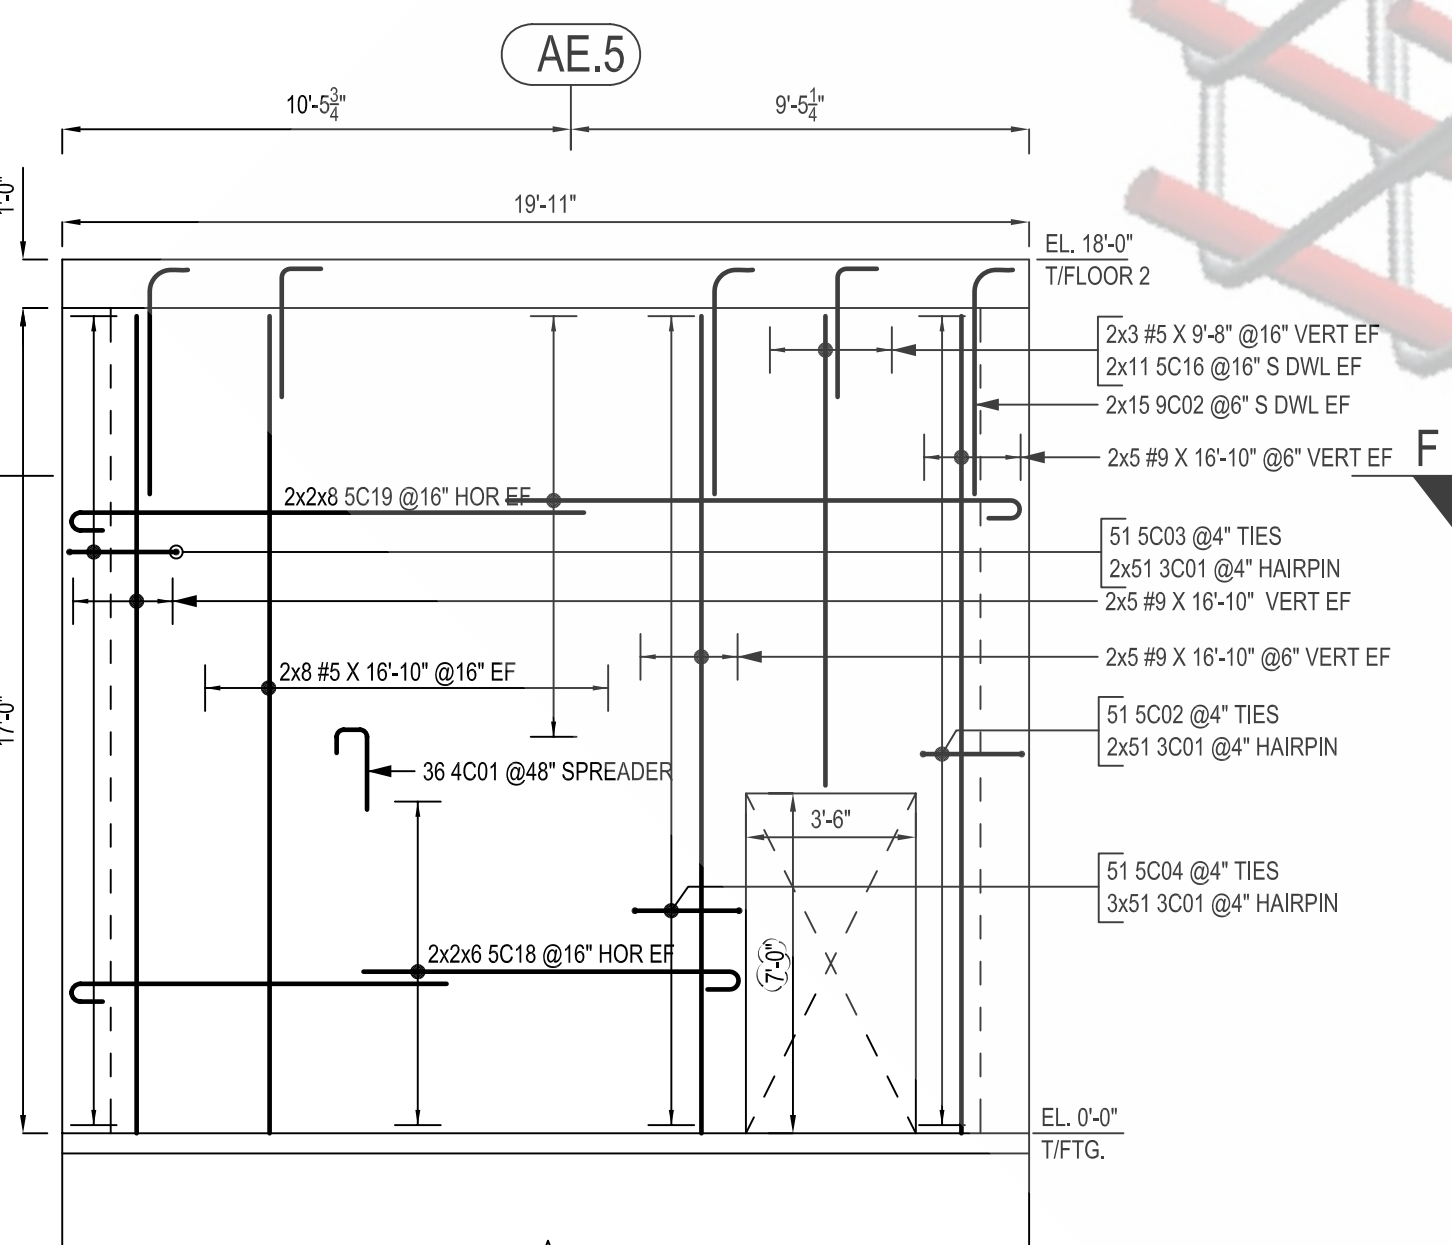 AE.5
10'-5¾"
9'-5¼"
1'-0"
19'-11"
EL. 18'-0"
T/FLOOR 2
2x3 #5 X 9'-8" @16" VERT EF
2x11 5C16 @16" S DWL EF
2x15 9C02 @6" S DWL EF
2x5 #9 X 16'-10" @6" VERT EF
F
2x2x8 5C19 @16" HOR EF
51 5C03 @4" TIES
2x51 3C01 @4" HAIRPIN
2x5 #9 X 16'-10" VERT EF
2x5 #9 X 16'-10" @6" VERT EF
2x8 #5 X 16'-10" @16" EF
17'-0"
51 5C02 @4" TIES
2x51 3C01 @4" HAIRPIN
36 4C01 @48" SPREADER
3'-6"
51 5C04 @4" TIES
3x51 3C01 @4" HAIRPIN
2x2x6 5C18 @16" HOR EF
7'-0"
X
EL. 0'-0"
T/FTG.